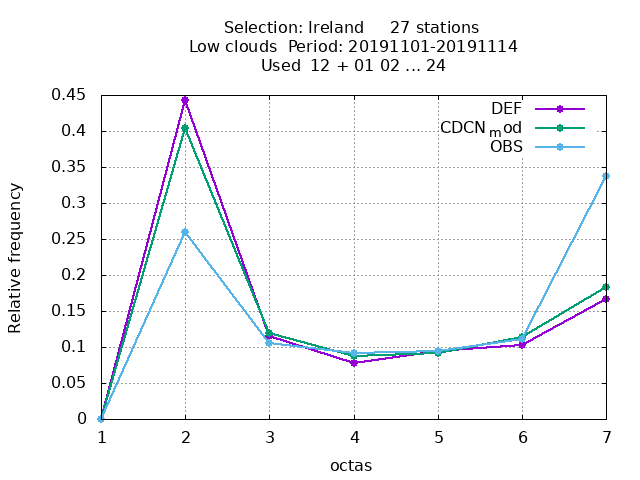 Selection: Ireland 27 stations
Low clouds Period: 20191101-20191114
Used 12 + 01 02 ... 24
DEF
CDCN_mod
OBS
0.45
0.4
0.35
0.3
0.25
0.2
0.15
0.1
0.05
0
Relative frequency
1 2 3 4 5 6 7
octas